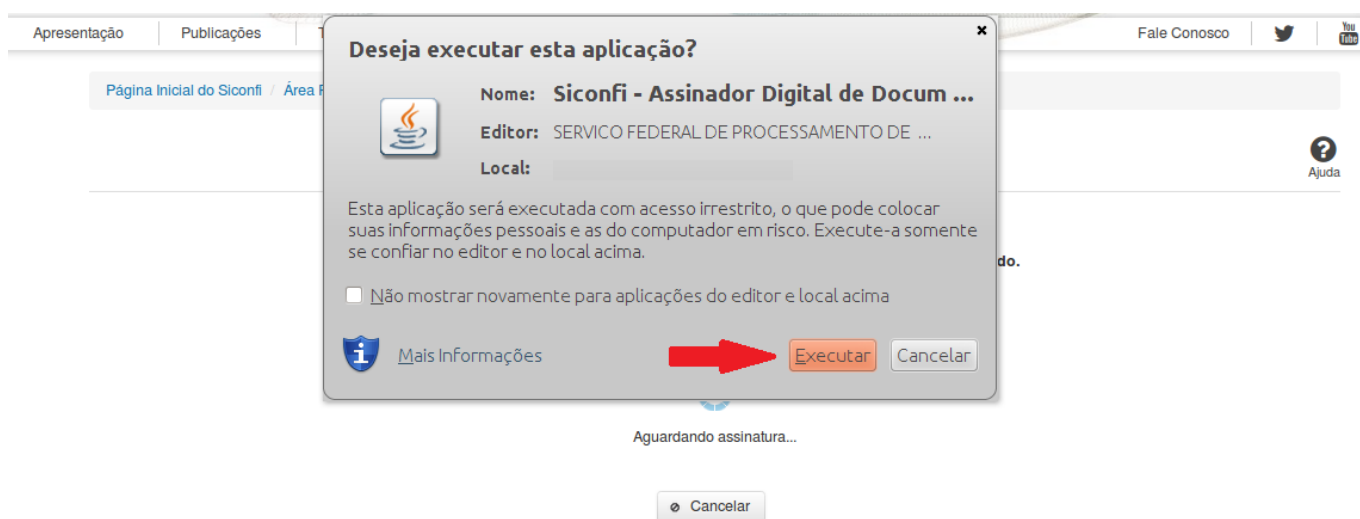 Apresentação Publicações T Fale Conosco You Tube
Página Inicial do Siconfi / Área R
Deseja executar esta aplicação?
Nome: Siconfi - Assinador Digital de Docum ...
Editor: SERVICO FEDERAL DE PROCESSAMENTO DE ...
Local:
Ajuda
Esta aplicação será executada com acesso irrestrito, o que pode colocar
suas informações pessoais e as do computador em risco. Execute-a somente
se confiar no editor e no local acima.
do.
Não mostrar novamente para aplicações do editor e local acima
Mais Informações Executar Cancelar
Aguardando assinatura...
Cancelar